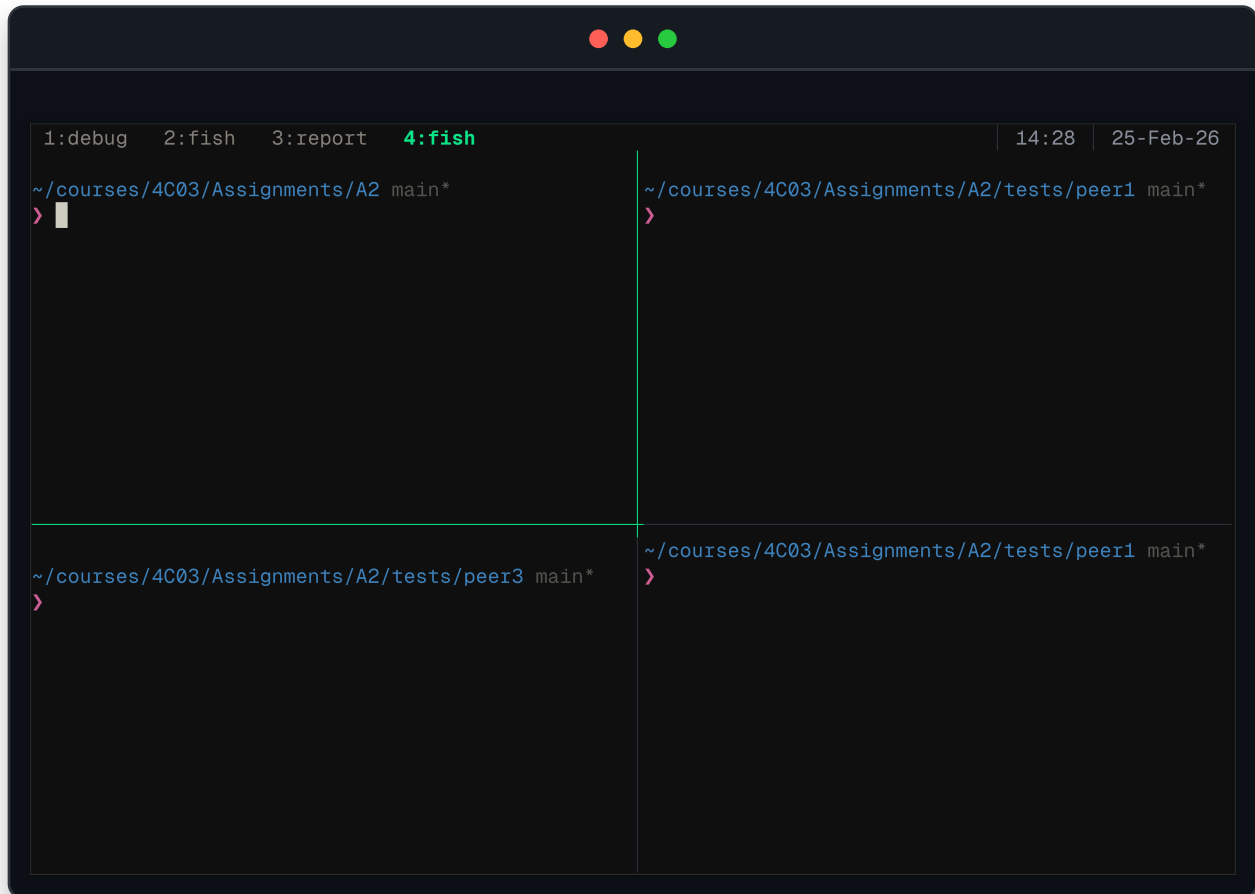 1:debug 2:fish 3:report 4:fish 14:28 25-Feb-26
~/courses/4C03/Assignments/A2 main*
❯
~/courses/4C03/Assignments/A2/tests/peer1 main*
❯
~/courses/4C03/Assignments/A2/tests/peer3 main*
❯
~/courses/4C03/Assignments/A2/tests/peer1 main*
❯